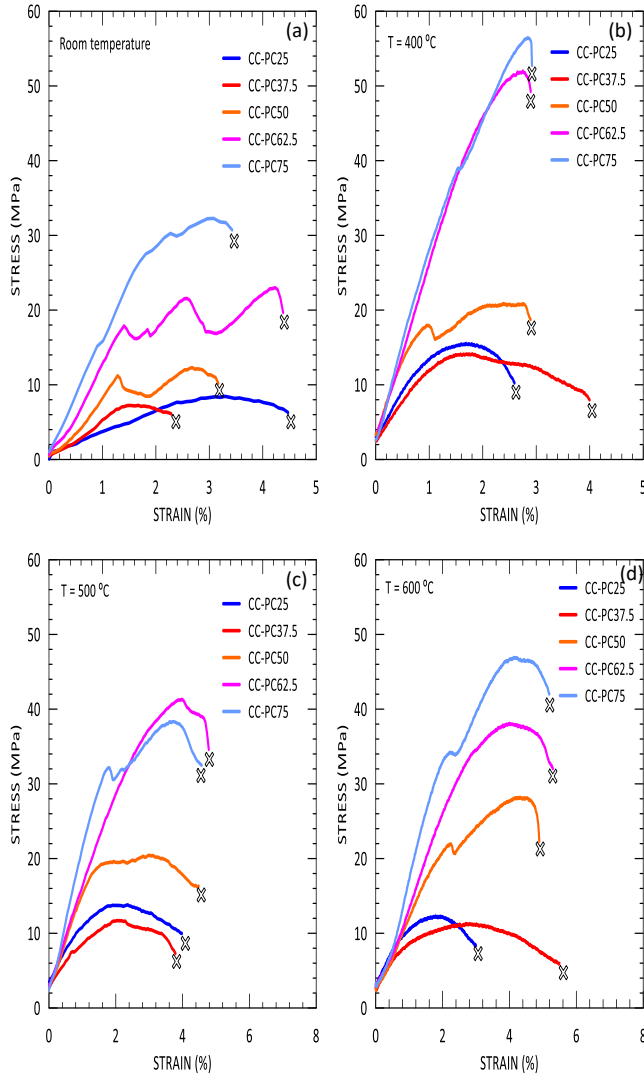 (a)
Room temperature
CC-PC25
CC-PC37.5
CC-PC50
CC-PC62.5
CC-PC75
60
50
40
30
20
10
0
STRESS (MPa)
0 1 2 3 4 5
STRAIN (%)
(b)
T = 400 ⁰C
CC-PC25
CC-PC37.5
CC-PC50
CC-PC62.5
CC-PC75
60
50
40
30
20
10
0
STRESS (MPa)
0 1 2 3 4 5
STRAIN (%)
(c)
T = 500 ⁰C
CC-PC25
CC-PC37.5
CC-PC50
CC-PC62.5
CC-PC75
60
50
40
30
20
10
0
STRESS (MPa)
0 2 4 6 8
STRAIN (%)
(d)
T = 600 ⁰C
CC-PC25
CC-PC37.5
CC-PC50
CC-PC62.5
CC-PC75
60
50
40
30
20
10
0
STRESS (MPa)
0 2 4 6 8
STRAIN (%)